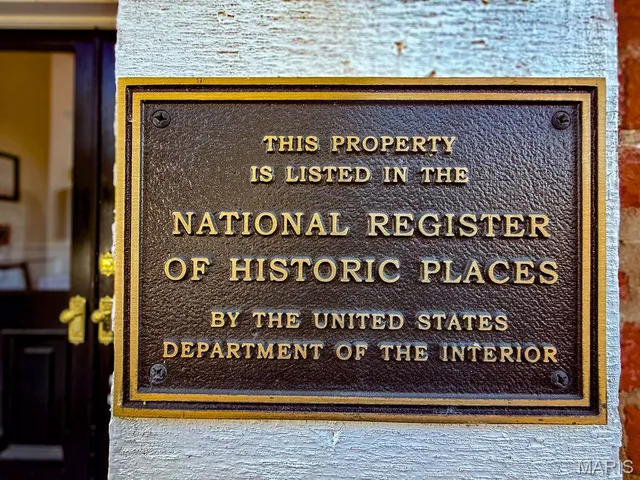 THIS PROPERTY
IS LISTED IN THE
NATIONAL REGISTER
OF HISTORIC PLACES
BY THE UNITED STATES
DEPARTMENT OF THE INTERIOR
MARIS